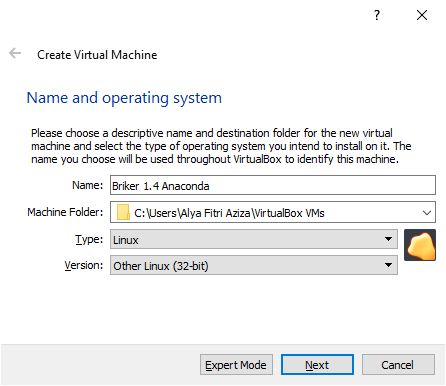 ?
Create Virtual Machine
Name and operating system
Please choose a descriptive name and destination folder for the new virtual
machine and select the type of operating system you intend to install on it. The
name you choose will be used throughout VirtualBox to identify this machine.
Name: Briker 1.4 Anaconda
Machine Folder: C:\Users\Alya Fitri Aziza\VirtualBox VMs
Type: Linux
Version: Other Linux (32-bit)
Expert Mode Next Cancel